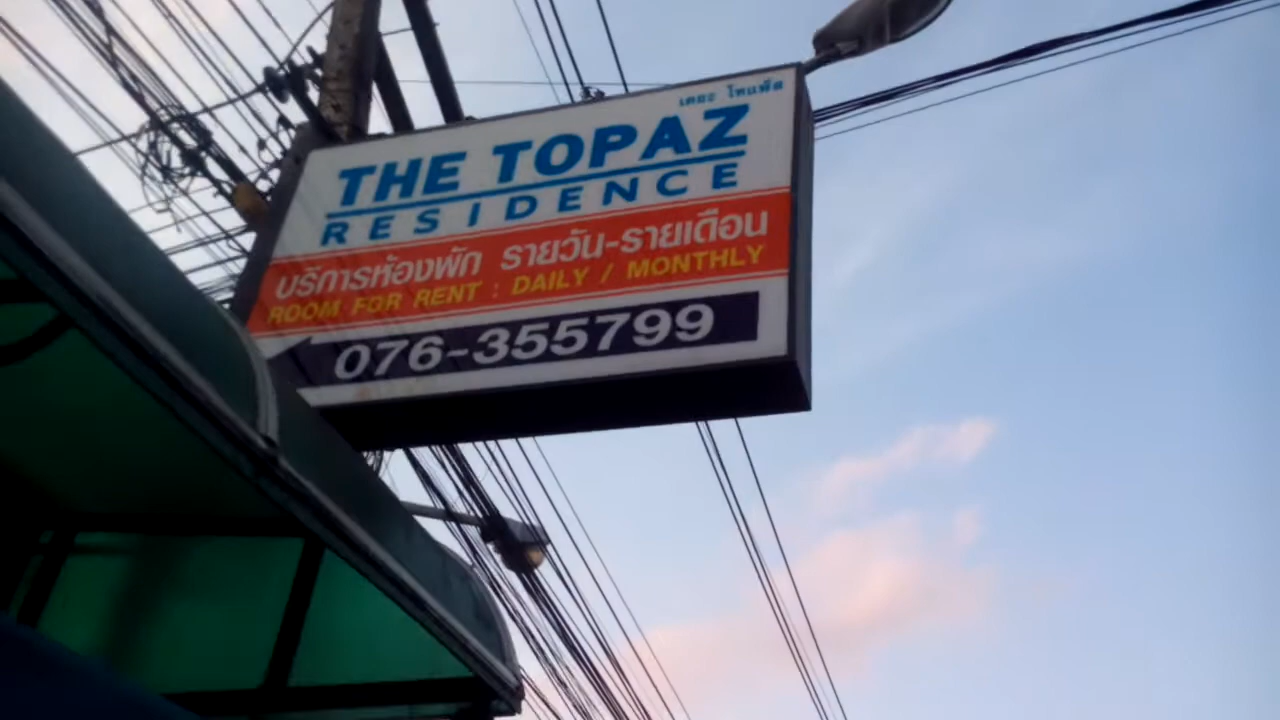 เดอะ โทแพ๊ส
THE TOPAZ
RESIDENCE
บริการห้องพัก รายวัน-รายเดือน
ROOM FOR RENT : DAILY / MONTHLY
076-355799